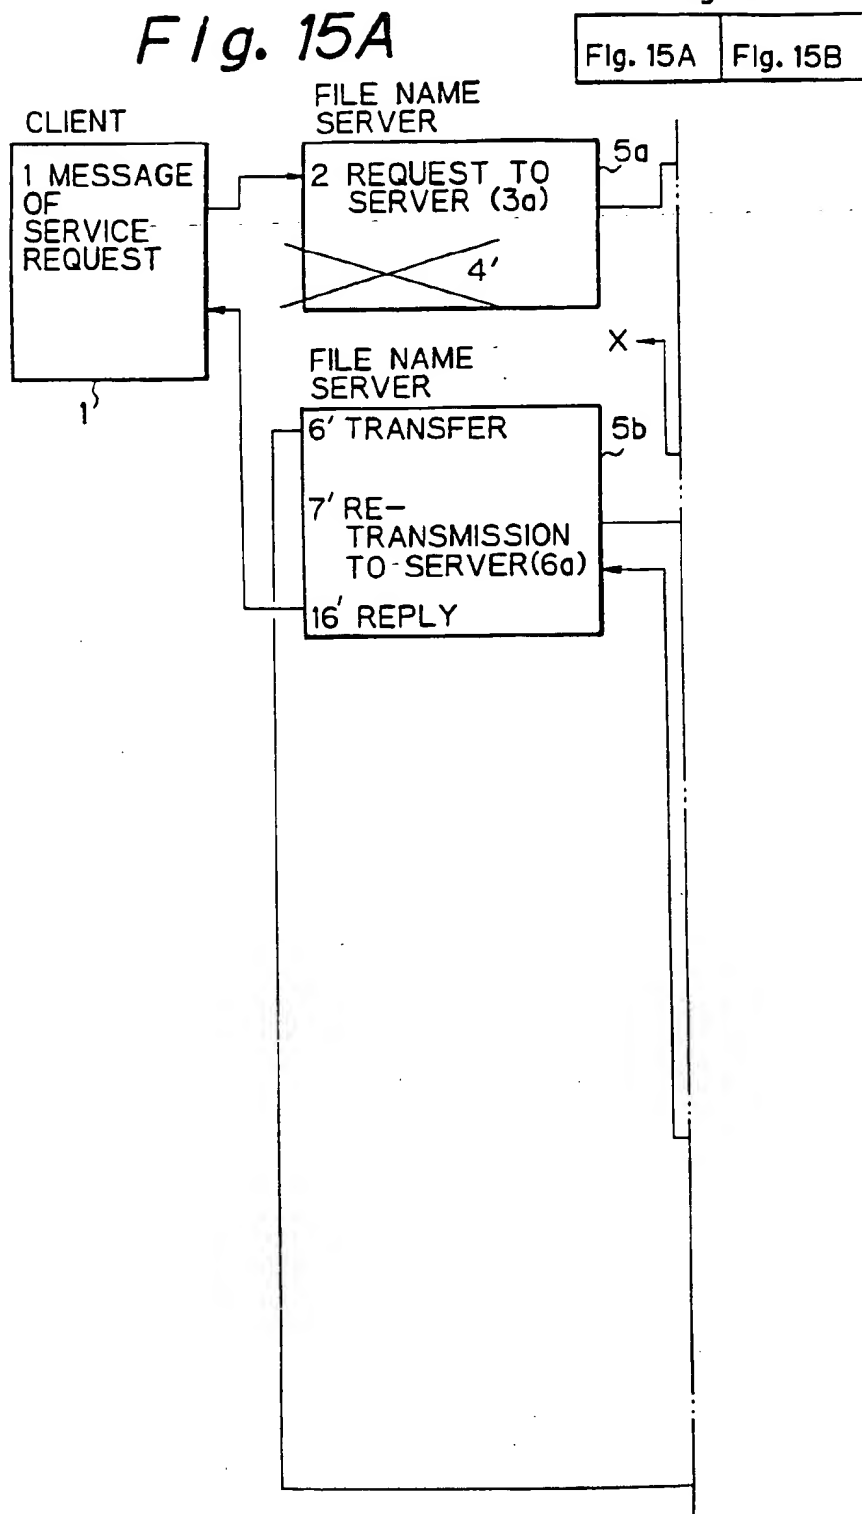 Fig. 15A
Fig. 15A Fig. 15B
CLIENT
1 MESSAGE
OF
SERVICE
REQUEST
1
FILE NAME
SERVER
2 REQUEST TO
SERVER (3a)
4'
5a
X
FILE NAME
SERVER
6' TRANSFER
7' RE-
TRANSMISSION
TO SERVER(6a)
16' REPLY
5b